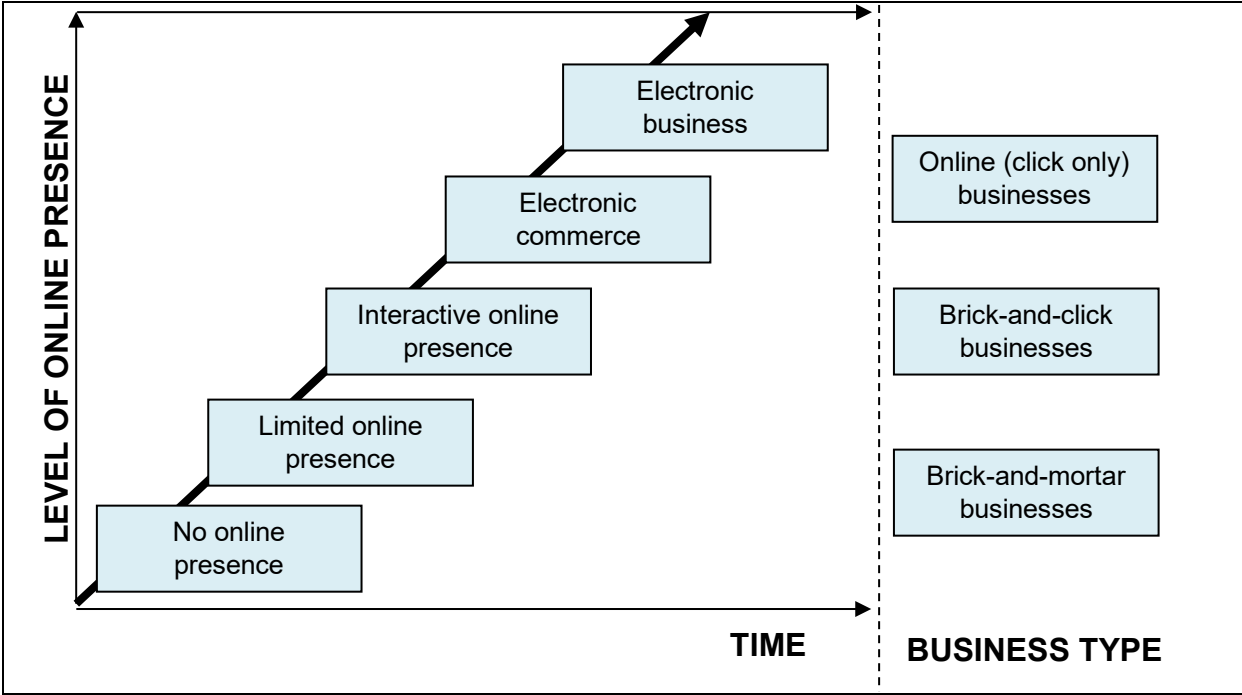 LEVEL OF ONLINE PRESENCE
Electronic
business
Electronic
commerce
Interactive online
presence
Limited online
presence
No online
presence
TIME
Online (click only)
businesses
Brick-and-click
businesses
Brick-and-mortar
businesses
BUSINESS TYPE